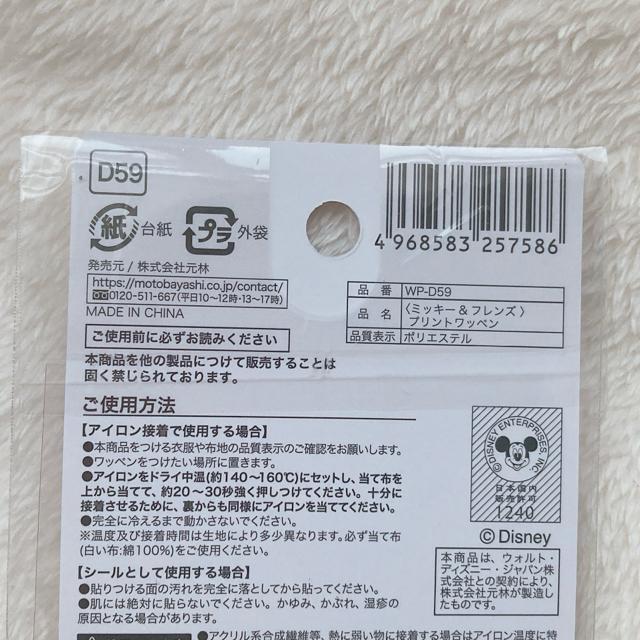 D59
紙 台紙
プラ 外袋
4 968583 257586
発売元 / 株式会社元林
https://motobayashi.co.jp/contact/
0120-511-667(平日10〜12時・13〜17時)
MADE IN CHINA
品 番 WP-D59
品 名 〈ミッキー&フレンズ〉
プリントワッペン
品質表示 ポリエステル
ご使用前に必ずお読みください
本商品を他の製品につけて販売することは
固く禁じられております。
ご使用方法
【アイロン接着で使用する場合】
●本商品をつける衣服や布地の品質表示のご確認をお願いします。
●ワッペンをつけたい場所に置きます。
●アイロンをドライ中温(約140〜160℃)にセットし、当て布を
上から当てて、約20〜30秒強く押しつけてください。十分に
接着させるために、裏からも同様にアイロンを当ててください。
●完全に冷えるまで動かさないでください。
※温度及び接着時間は生地により多少異なります。必ず当て布
(白い布:綿100%)をご使用ください。
【シールとして使用する場合】
●貼りつける面の汚れを完全に落としてから貼ってください。
●肌には絶対に貼らないでください。かゆみ、かぶれ、湿疹の
原因となる場合があります。
●アクリル系合成繊維等、熱に弱い物に接着する場合はアイロン温度に特
©DISNEY ENTERPRISES, INC.
日本国内
販売許可
1240
©Disney
本商品は、ウォルト・
ディズニー・ジャパン株
式会社との契約により、
株式会社元林が製造し
たものです。